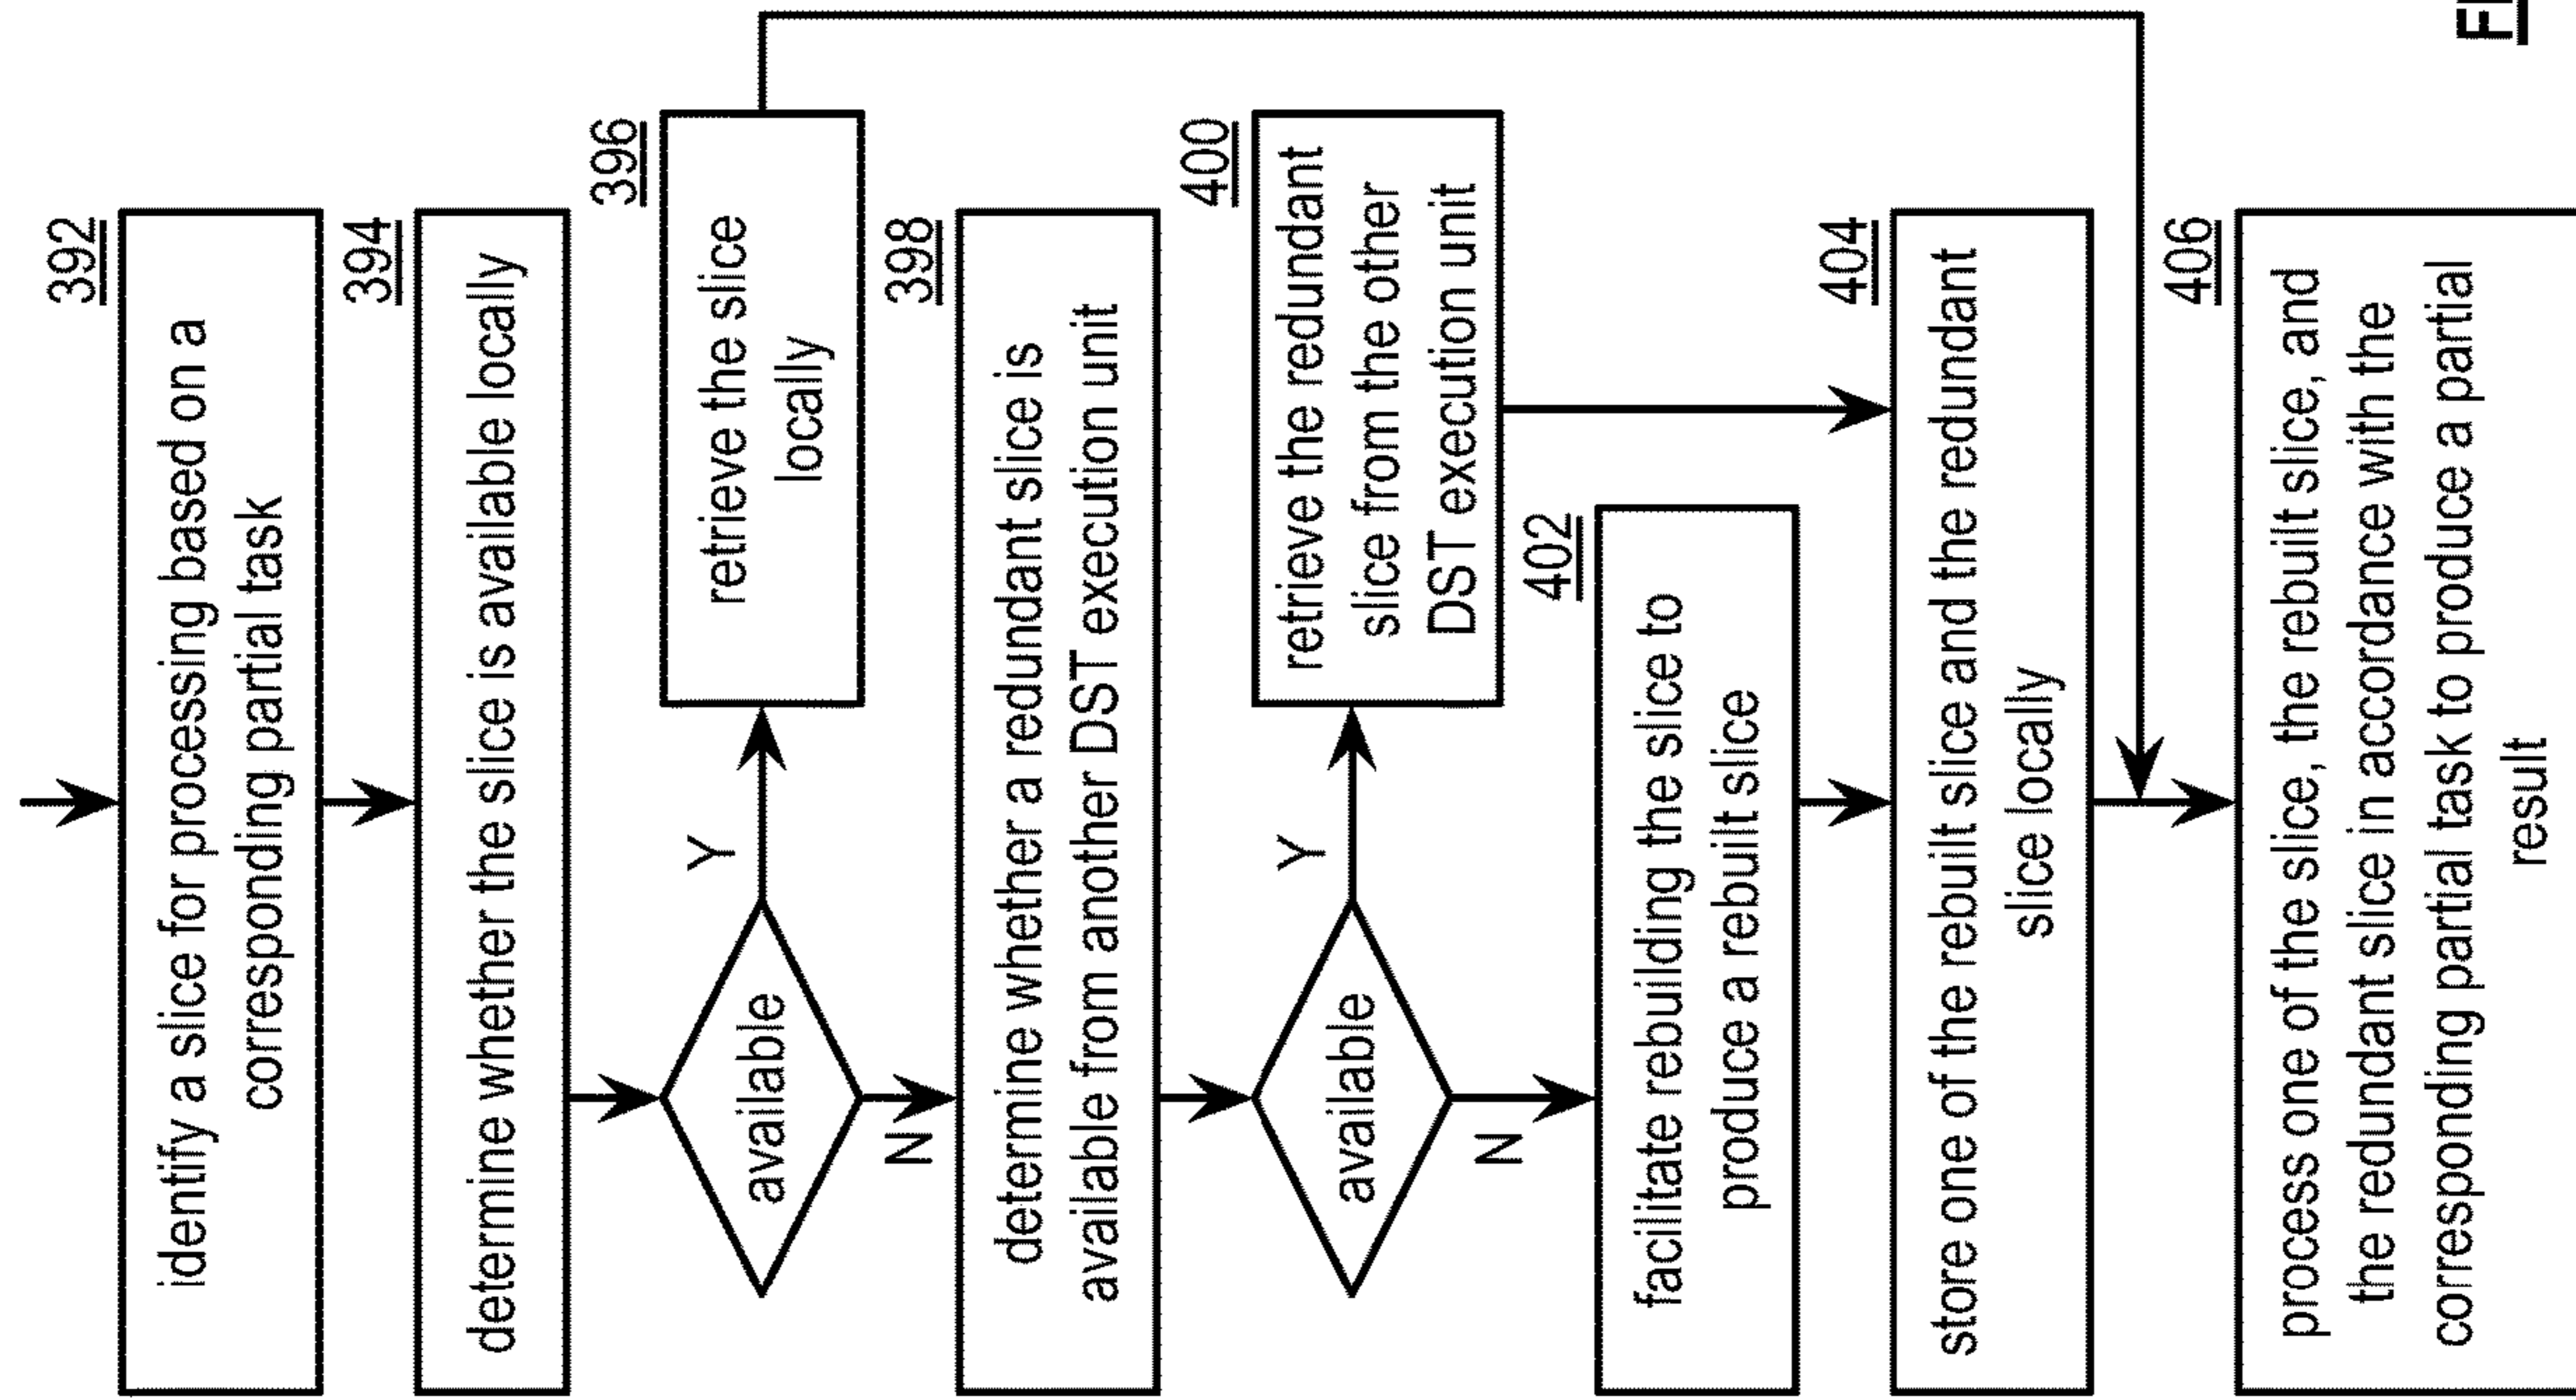 392
identify a slice for processing based on a
corresponding partial task
394
determine whether the slice is available locally
available
Y
N
396
retrieve the slice
locally
398
determine whether a redundant slice is
available from another DST execution unit
available
Y
N
400
retrieve the redundant
slice from the other
DST execution unit
402
facilitate rebuilding the slice to
produce a rebuilt slice
404
store one of the rebuilt slice and the redundant
slice locally
406
process one of the slice, the rebuilt slice, and
the redundant slice in accordance with the
corresponding partial task to produce a partial
result